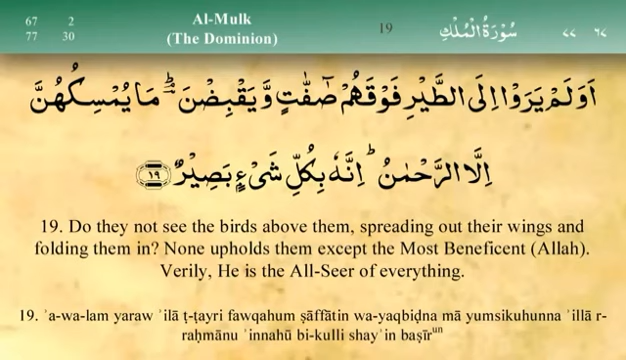 67 2
Al-Mulk
19
سُوْرَةُ الْمُلْكِ
٧٧ ٦٧
77 30
(The Dominion)
اَوَلَمْ يَرَوْا اِلَى الطَّيْرِ فَوْقَهُمْ صٰٓفّٰتٍ وَّيَقْبِضْنَ ۘؕ مَا يُمْسِكُهُنَّ
اِلَّا الرَّحْمٰنُ ؕ اِنَّهٗ بِكُلِّ شَىْءٍۭ بَصِيْرٌ ﴿١٩﴾
19. Do they not see the birds above them, spreading out their wings and
folding them in? None upholds them except the Most Beneficent (Allah).
Verily, He is the All-Seer of everything.
19. ʾa-wa-lam yaraw ʾilā ṭ-ṭayri fawqahum ṣāffātin wa-yaqbiḍna mā yumsikuhunna ʾillā r-
raḥmānu ʾinnahū bi-kulli shayʾin baṣīrᵘⁿ